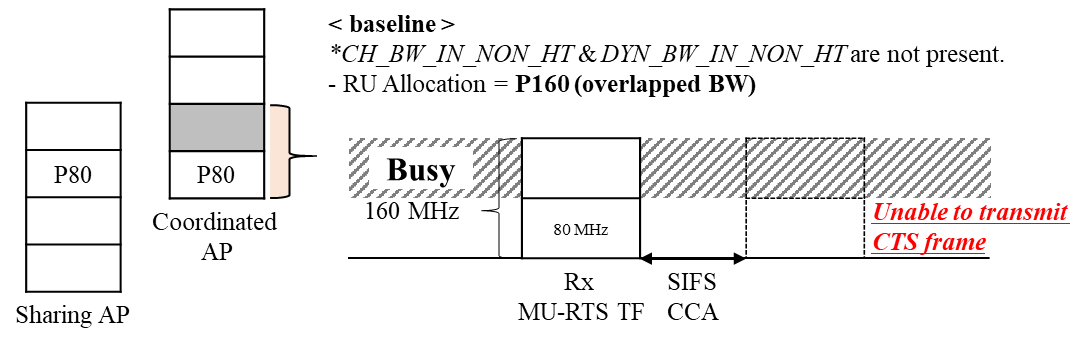 < baseline >
*CH_BW_IN_NON_HT & DYN_BW_IN_NON_HT are not present.
- RU Allocation = P160 (overlapped BW)
P80
Sharing AP
P80
Coordinated
AP
Busy
160 MHz
80 MHz
Rx
MU-RTS TF
SIFS
CCA
Unable to transmit
CTS frame